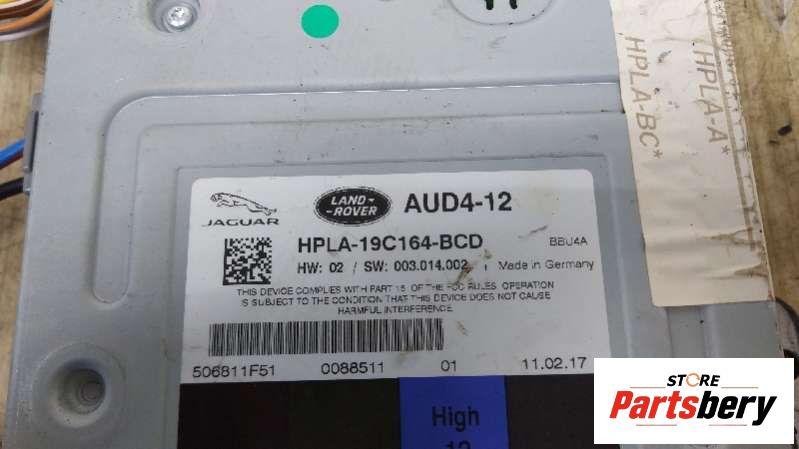 HPLA-A*
HPLA-BC*
JAGUAR
LAND-
-ROVER
AUD4-12
HPLA-19C164-BCD
BBU4A
HW: 02 / SW: 003.014.002 Made in Germany
THIS DEVICE COMPLIES WITH PART 15 OF THE FCC RULES. OPERATION
IS SUBJECT TO THE CONDITION THAT THIS DEVICE DOES NOT CAUSE
HARMFUL INTERFERENCE
506811F51 0088511 01 11.02.17
High
12
STORE
Partsbery